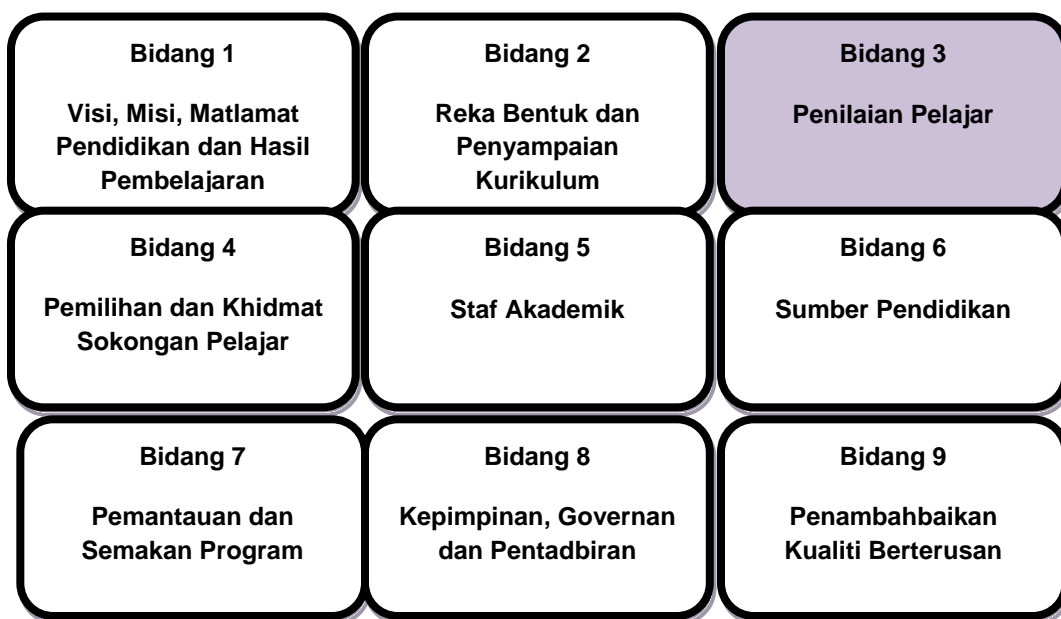 Bidang 1
Visi, Misi, Matlamat
Pendidikan dan Hasil
Pembelajaran
Bidang 2
Reka Bentuk dan
Penyampaian
Kurikulum
Bidang 3
Penilaian Pelajar
Bidang 4
Pemilihan dan Khidmat
Sokongan Pelajar
Bidang 5
Staf Akademik
Bidang 6
Sumber Pendidikan
Bidang 7
Pemantauan dan
Semakan Program
Bidang 8
Kepimpinan, Governan
dan Pentadbiran
Bidang 9
Penambahbaikan
Kualiti Berterusan